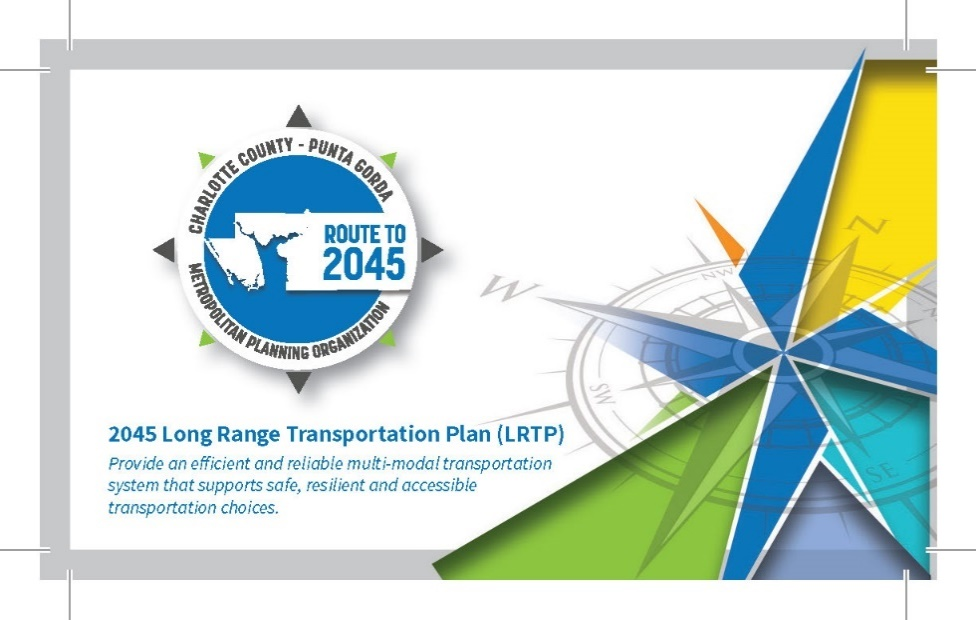 CHARLOTTE COUNTY - PUNTA GORDA
ROUTE TO
2045
METROPOLITAN PLANNING ORGANIZATION
2045 Long Range Transportation Plan (LRTP)
Provide an efficient and reliable multi-modal transportation
system that supports safe, resilient and accessible
transportation choices.
N
NW
W
SW
SE